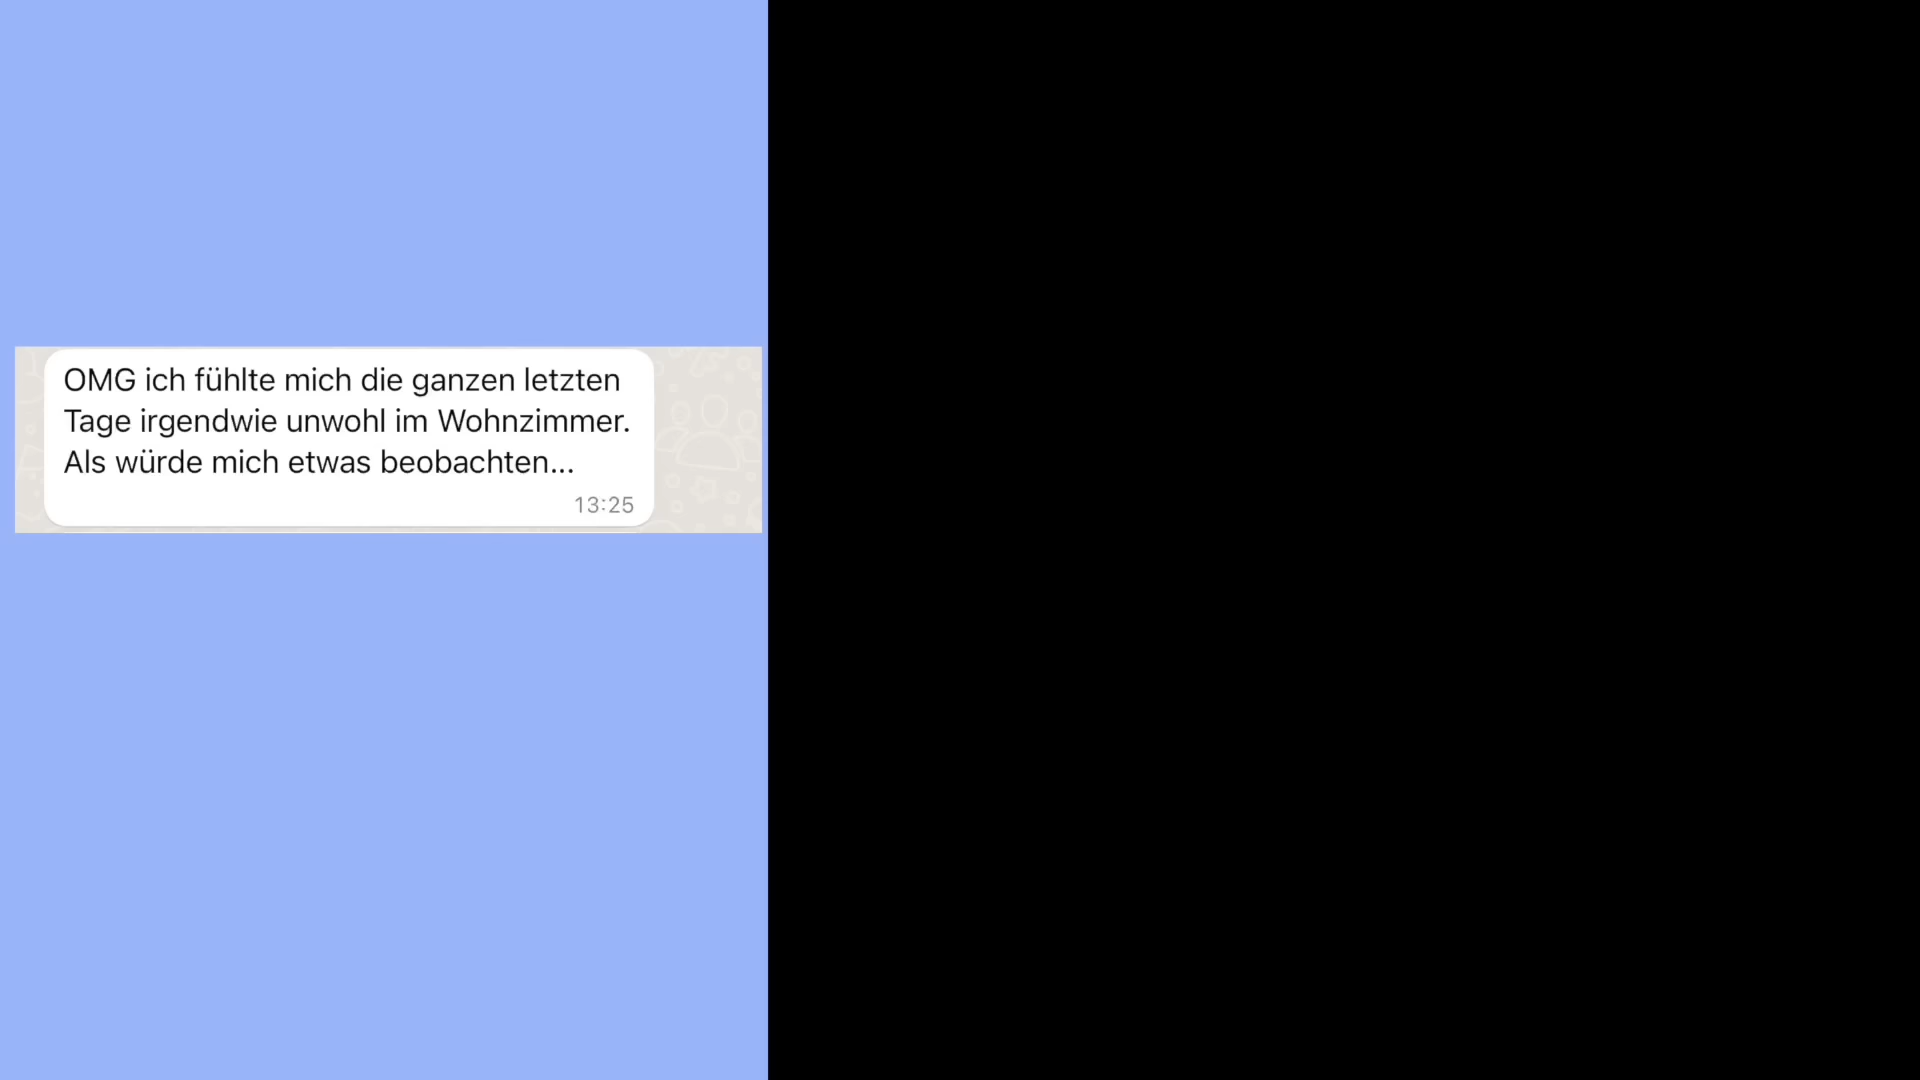 OMG ich fühlte mich die ganzen letzten
Tage irgendwie unwohl im Wohnzimmer.
Als würde mich etwas beobachten...
13:25